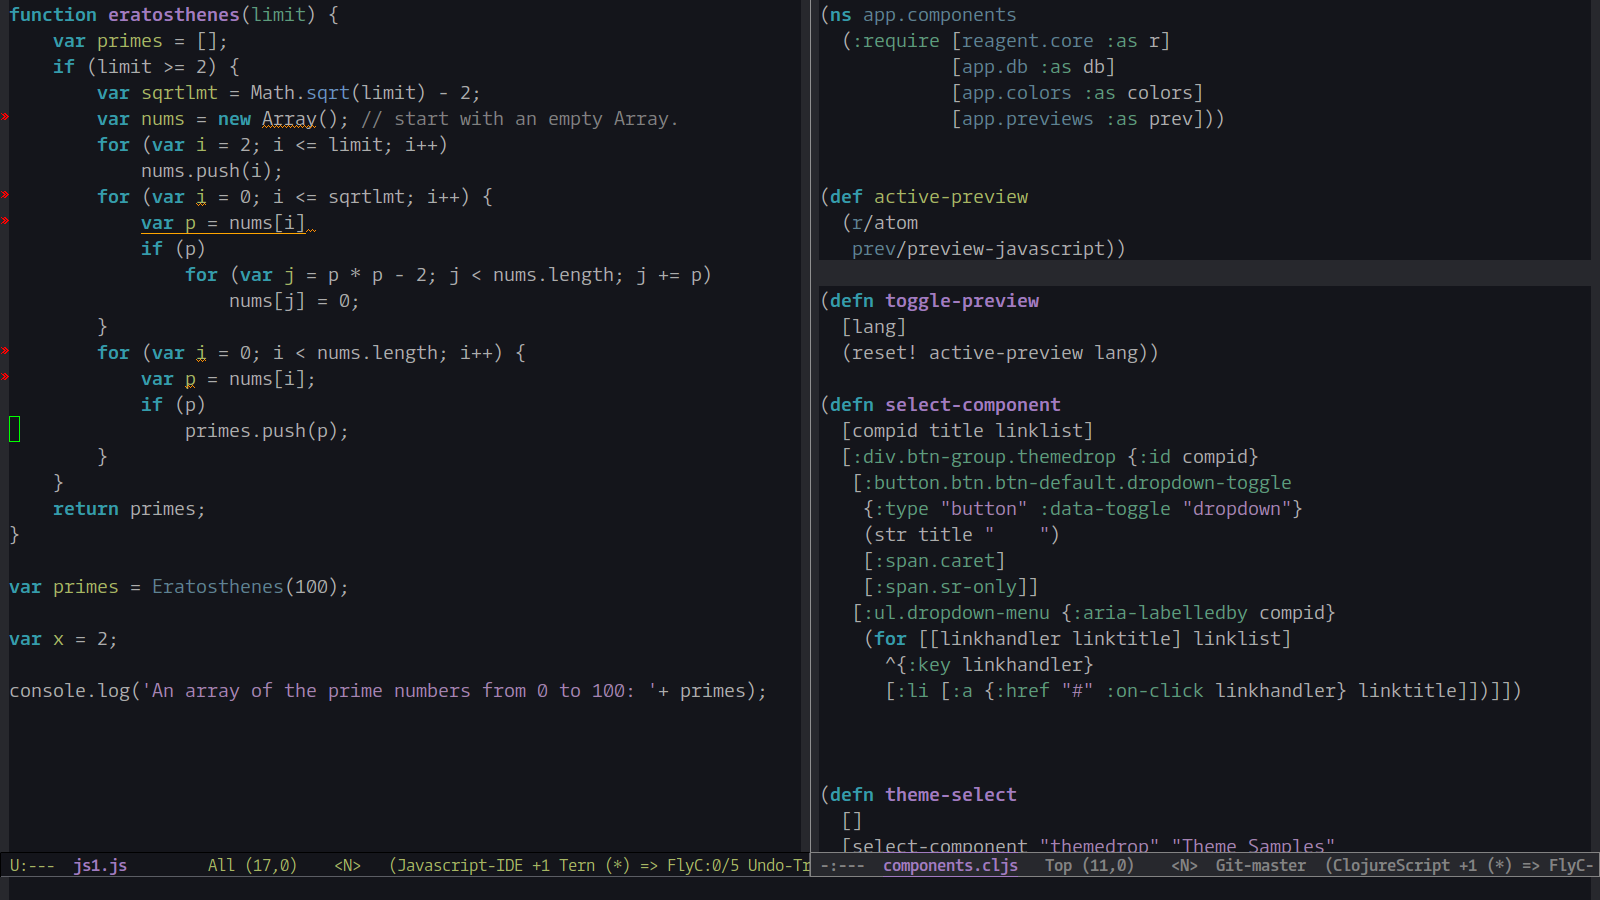 function eratosthenes(limit) {
    var primes = [];
    if (limit >= 2) {
        var sqrtlmt = Math.sqrt(limit) - 2;
»       var nums = new Array(); // start with an empty Array.
        for (var i = 2; i <= limit; i++)
            nums.push(i);
»       for (var i = 0; i <= sqrtlmt; i++) {
»           var p = nums[i]
            if (p)
                for (var j = p * p - 2; j < nums.length; j += p)
                    nums[j] = 0;
        }
»       for (var i = 0; i < nums.length; i++) {
»           var p = nums[i];
            if (p)
                primes.push(p);
        }
    }
    return primes;
}
var primes = Eratosthenes(100);
var x = 2;
console.log('An array of the prime numbers from 0 to 100: '+ primes);
U:---  js1.js       All (17,0)    <N>   (Javascript-IDE +1 Tern (*) => FlyC:0/5 Undo-Tr
(ns app.components
  (:require [reagent.core :as r]
            [app.db :as db]
            [app.colors :as colors]
            [app.previews :as prev]))
(def active-preview
  (r/atom
   prev/preview-javascript))
(defn toggle-preview
  [lang]
  (reset! active-preview lang))
(defn select-component
  [compid title linklist]
  [:div.btn-group.themedrop {:id compid}
   [:button.btn.btn-default.dropdown-toggle
    {:type "button" :data-toggle "dropdown"}
    (str title "    ")
    [:span.caret]
    [:span.sr-only]]
   [:ul.dropdown-menu {:aria-labelledby compid}
    (for [[linkhandler linktitle] linklist]
      ^{:key linkhandler}
      [:li [:a {:href "#" :on-click linkhandler} linktitle]])]])
(defn theme-select
  []
  [select-component "themedrop" "Theme Samples"
-:---  components.cljs   Top (11,0)    <N>  Git-master  (ClojureScript +1 (*) => FlyC-